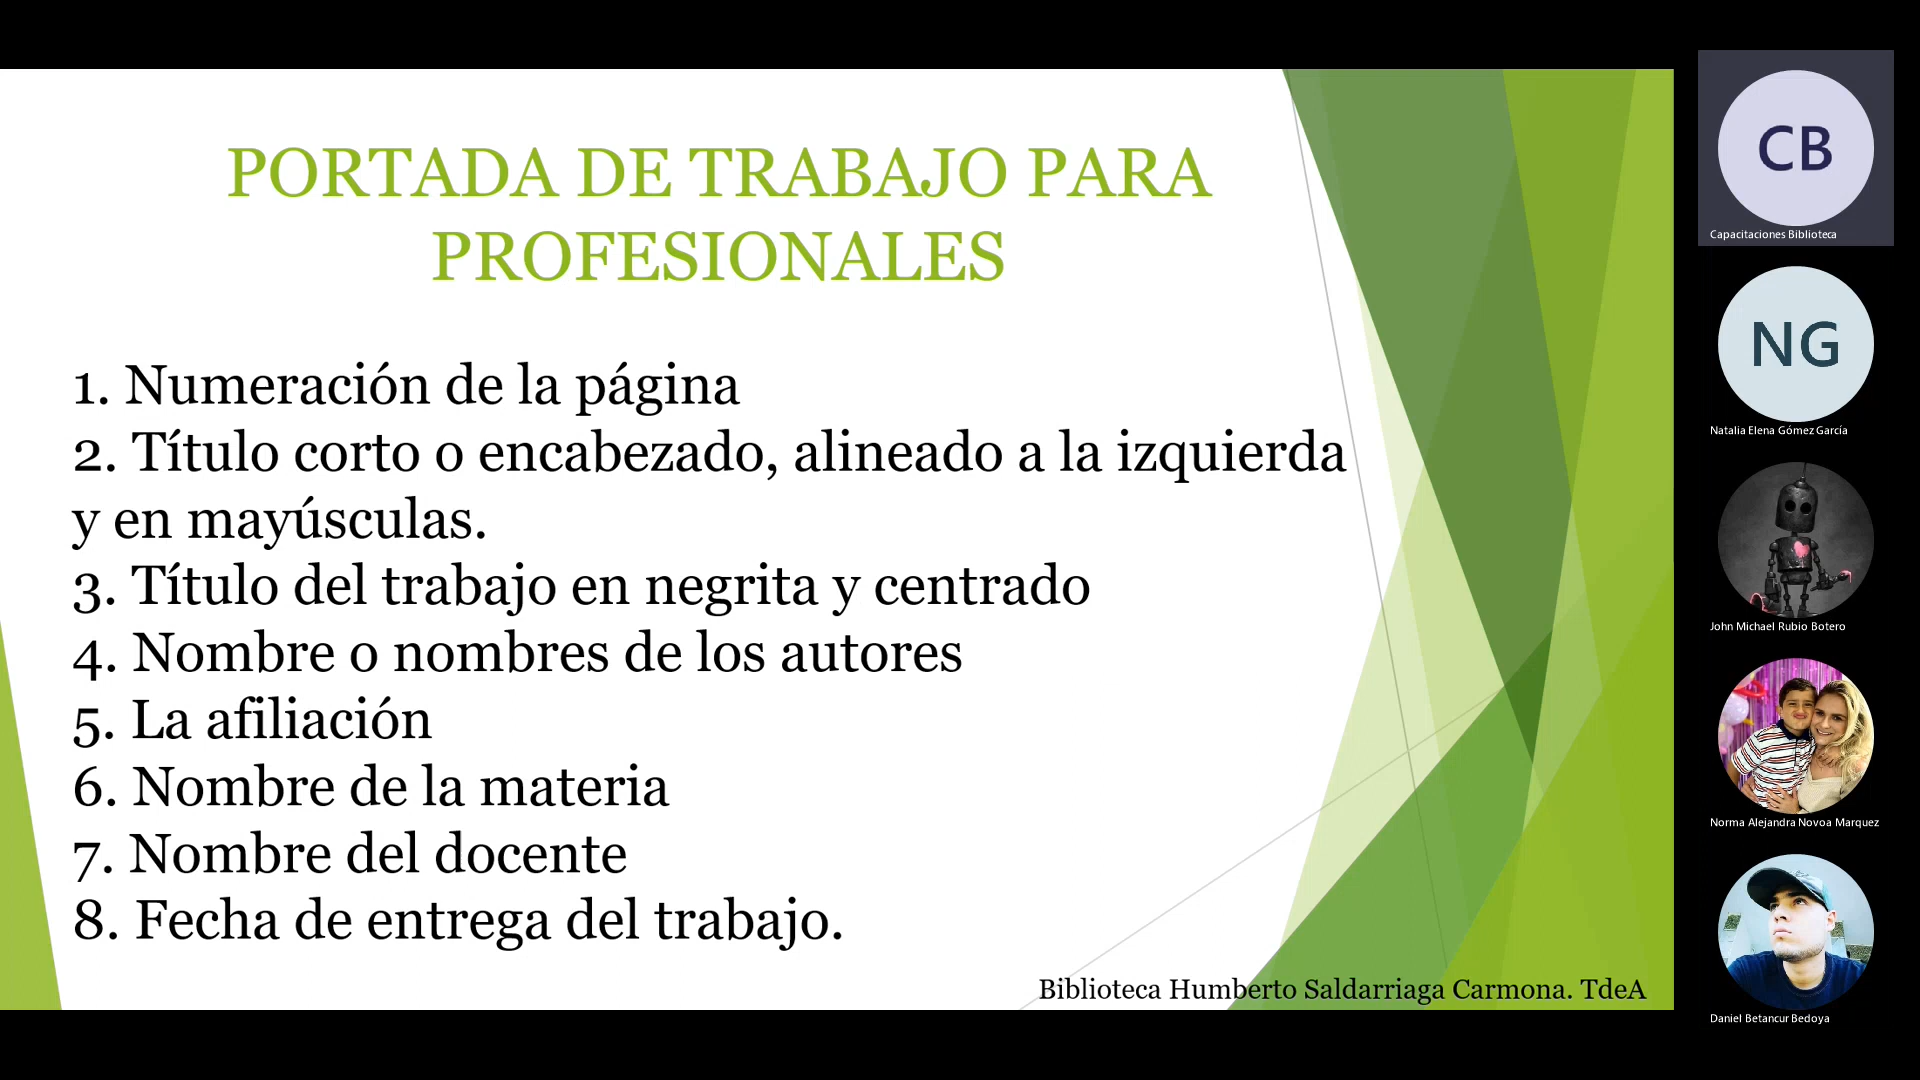 PORTADA DE TRABAJO PARA
PROFESIONALES
1. Numeración de la página
2. Título corto o encabezado, alineado a la izquierda
y en mayúsculas.
3. Título del trabajo en negrita y centrado
4. Nombre o nombres de los autores
5. La afiliación
6. Nombre de la materia
7. Nombre del docente
8. Fecha de entrega del trabajo.
Biblioteca Humberto Saldarriaga Carmona. TdeA
CB
Capacitaciones Biblioteca
NG
Natalia Elena Gómez García
John Michael Rubio Botero
Norma Alejandra Novoa Marquez
Daniel Betancur Bedoya